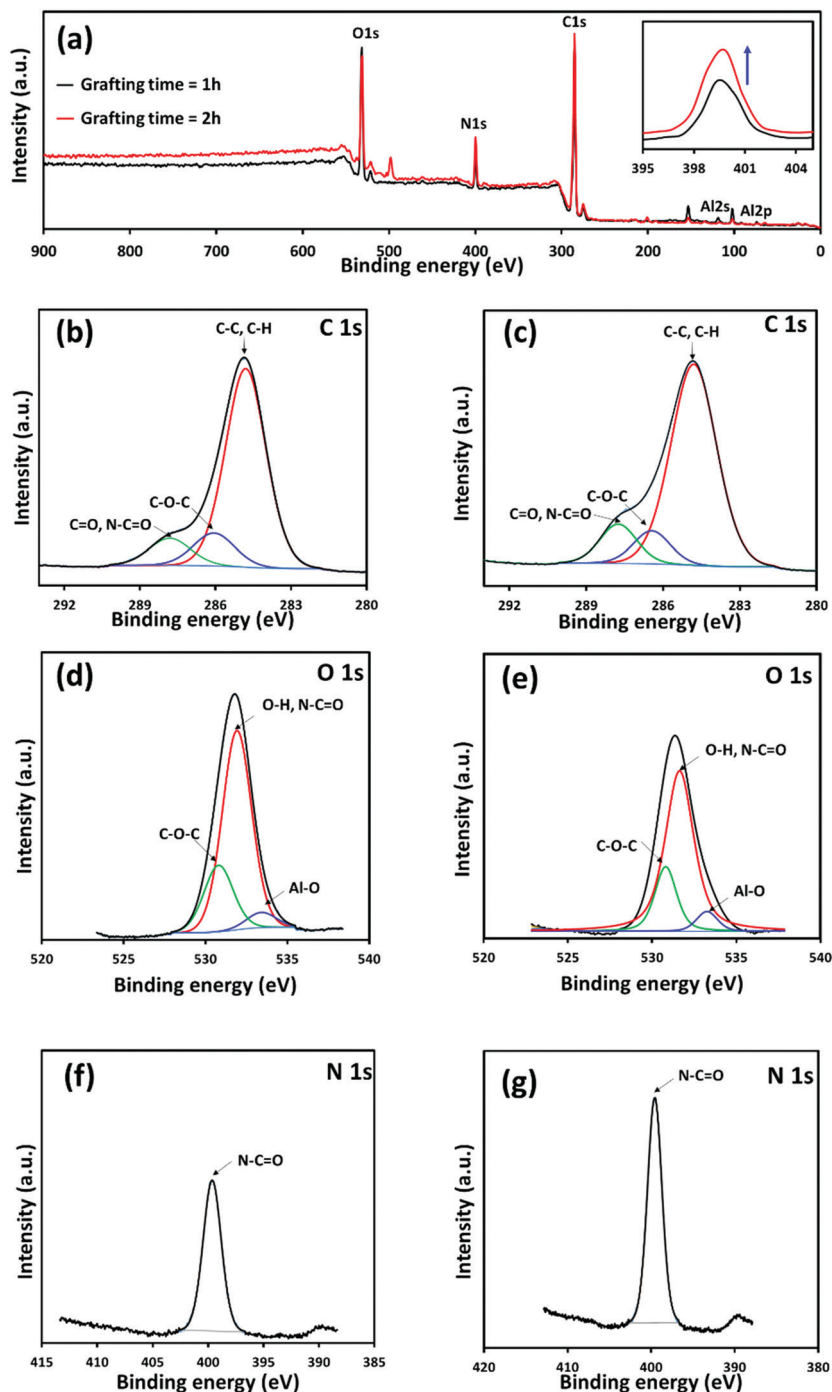 (a)
O1s
C1s
N1s
Al2s
Al2p
Grafting time = 1h
Grafting time = 2h
395 398 401 404
Intensity (a.u.)
900 800 700 600 500 400 300 200 100 0
Binding energy (eV)
(b)
C 1s
C-C, C-H
C-O-C
C=O, N-C=O
Intensity (a.u.)
292 289 286 283 280
Binding energy (eV)
(c)
C 1s
C-C, C-H
C-O-C
C=O, N-C=O
Intensity (a.u.)
292 289 286 283 280
Binding energy (eV)
(d)
O 1s
O-H, N-C=O
C-O-C
Al-O
Intensity (a.u.)
520 525 530 535 540
Binding energy (eV)
(e)
O 1s
O-H, N-C=O
C-O-C
Al-O
Intensity (a.u.)
520 525 530 535 540
Binding energy (eV)
(f)
N 1s
N-C=O
Intensity (a.u.)
415 410 405 400 395 390 385
Binding energy (eV)
(g)
N 1s
N-C=O
Intensity (a.u.)
420 410 400 390 380
Binding energy (eV)